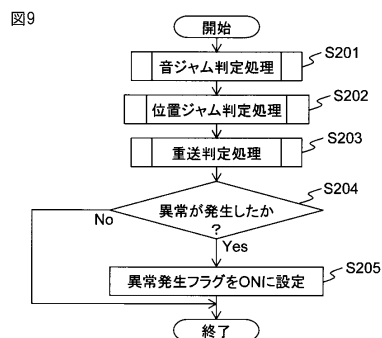 図9
開始
音ジャム判定処理
S201
位置ジャム判定処理
S202
重送判定処理
S203
異常が発生したか
?
S204
No
Yes
異常発生フラグをONに設定
S205
終了